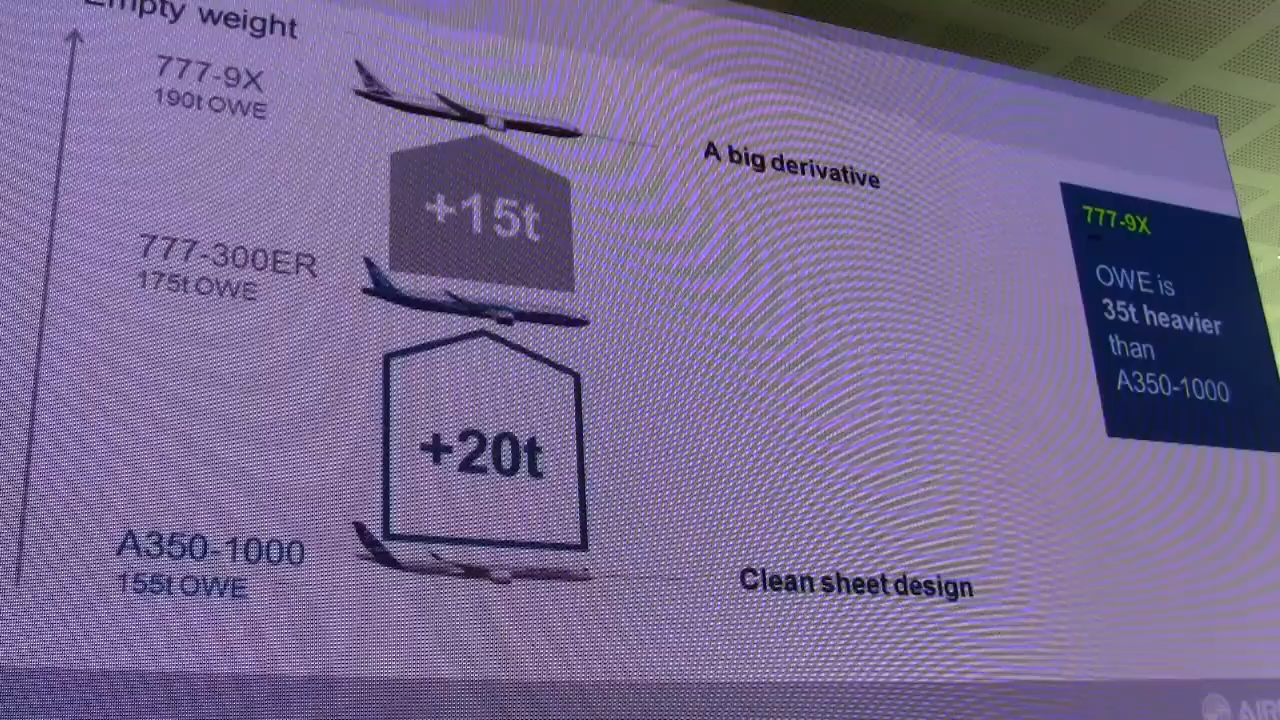 Empty weight
777-9X
190t OWE
A big derivative
+15t
777-9X
OWE is
35t heavier
than
A350-1000
777-300ER
175t OWE
+20t
A350-1000
155t OWE
Clean sheet design